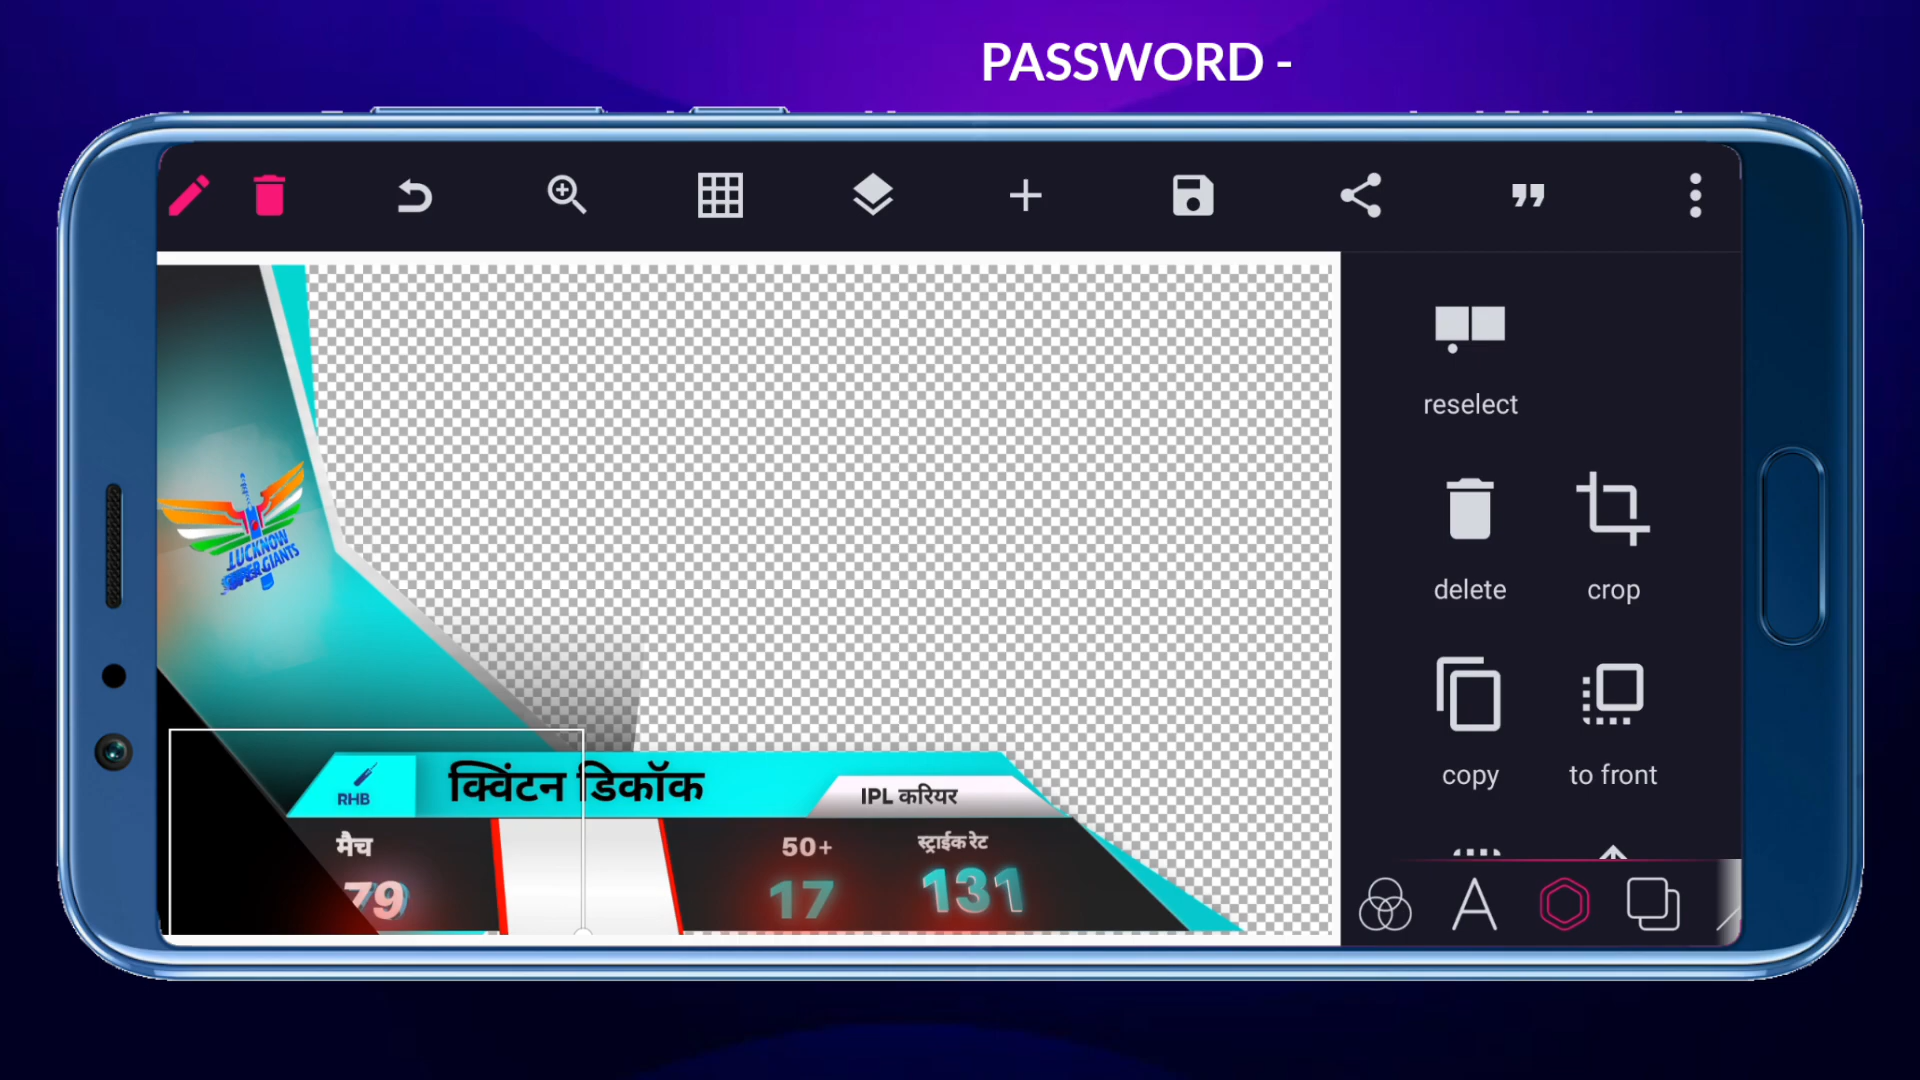 PASSWORD -
reselect
LUCKNOW
SUPER GIANTS
delete
crop
copy
to front
RHB
क्विंटन डिकॉक
IPL करियर
मैच
50+
स्ट्राईक रेट
79
17
131